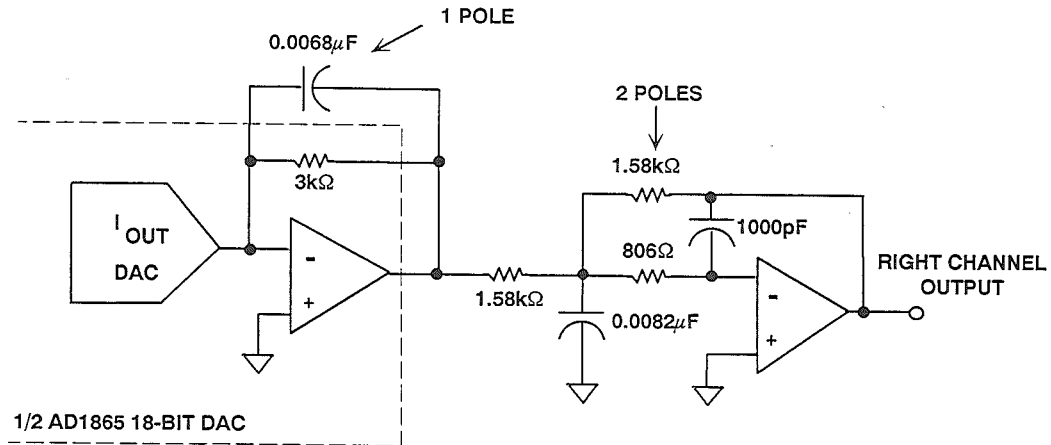 1 POLE
0.0068μF
2 POLES
1.58kΩ
3kΩ
1000pF
I OUT
DAC
-
+
806Ω
1.58kΩ
0.0082μF
-
+
RIGHT CHANNEL
OUTPUT
1/2 AD1865 18-BIT DAC